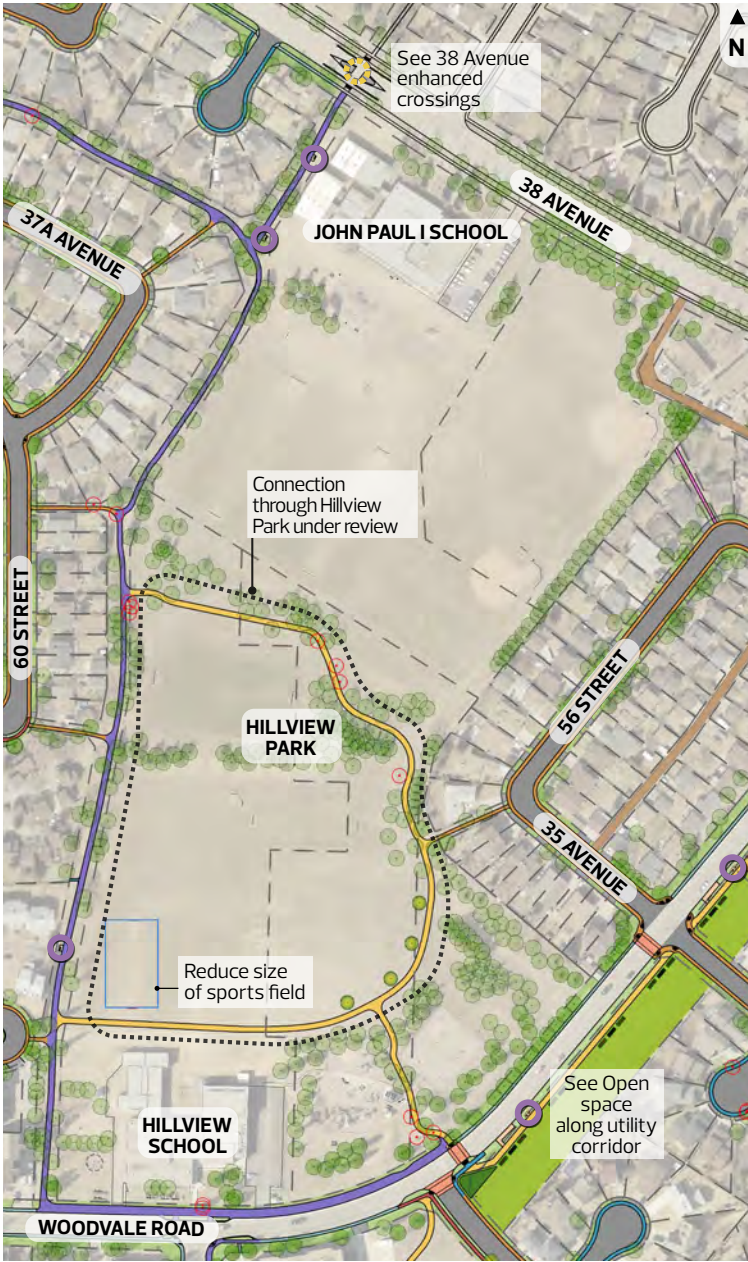 N
See 38 Avenue
enhanced
crossings
38 AVENUE
JOHN PAUL I SCHOOL
37A AVENUE
Connection
through Hillview
Park under review
60 STREET
56 STREET
HILLVIEW
PARK
35 AVENUE
Reduce size
of sports field
See Open
space
along utility
corridor
HILLVIEW
SCHOOL
WOODVALE ROAD